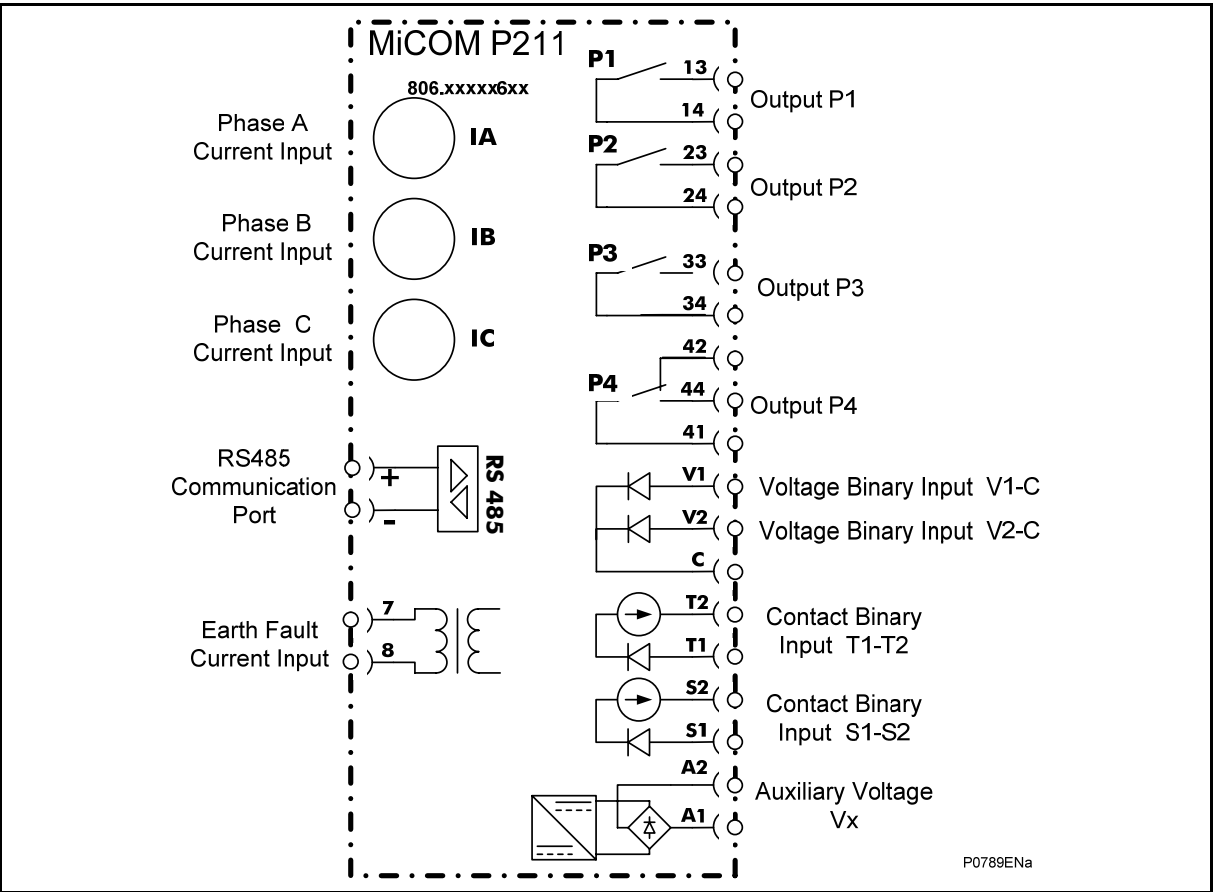 MiCOM P211
806.xxxxx6xx
Phase A
Current Input
IA
Phase B
Current Input
IB
Phase C
Current Input
IC
RS485
Communication
Port
+
-
RS 485
Earth Fault
Current Input
7
8
P1
13
14
Output P1
P2
23
24
Output P2
P3
33
34
Output P3
P4
42
44
41
Output P4
V1
Voltage Binary Input V1-C
V2
Voltage Binary Input V2-C
C
T2
T1
Contact Binary
Input T1-T2
S2
S1
Contact Binary
Input S1-S2
A2
A1
Auxiliary Voltage
Vx
P0789ENa